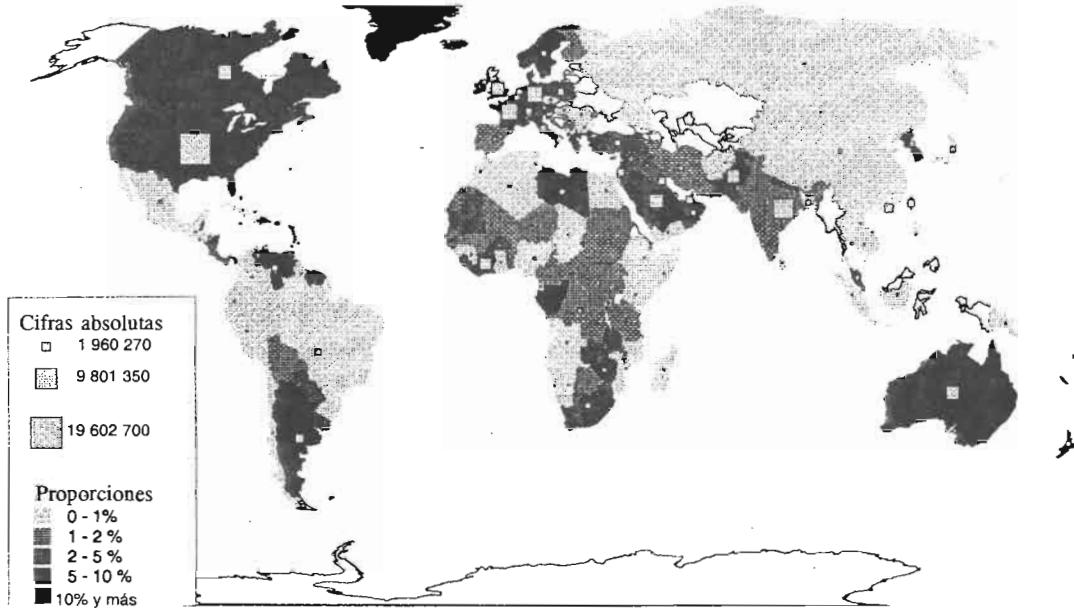 Cifras absolutas
1 960 270
9 801 350
19 602 700
Proporciones
0 - 1%
1 - 2 %
2 - 5 %
5 - 10 %
10% y más